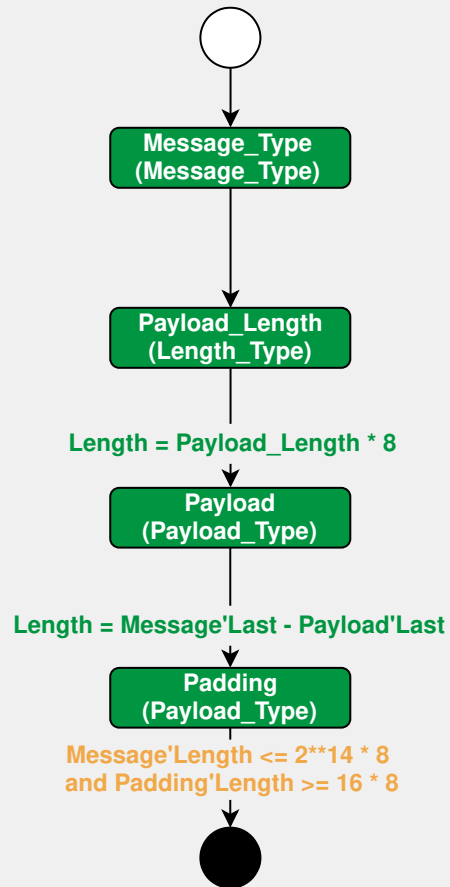 Message_Type
(Message_Type)
Payload_Length
(Length_Type)
Length = Payload_Length * 8
Payload
(Payload_Type)
Length = Message'Last - Payload'Last
Padding
(Payload_Type)
Message'Length <= 2**14 * 8
and Padding'Length >= 16 * 8